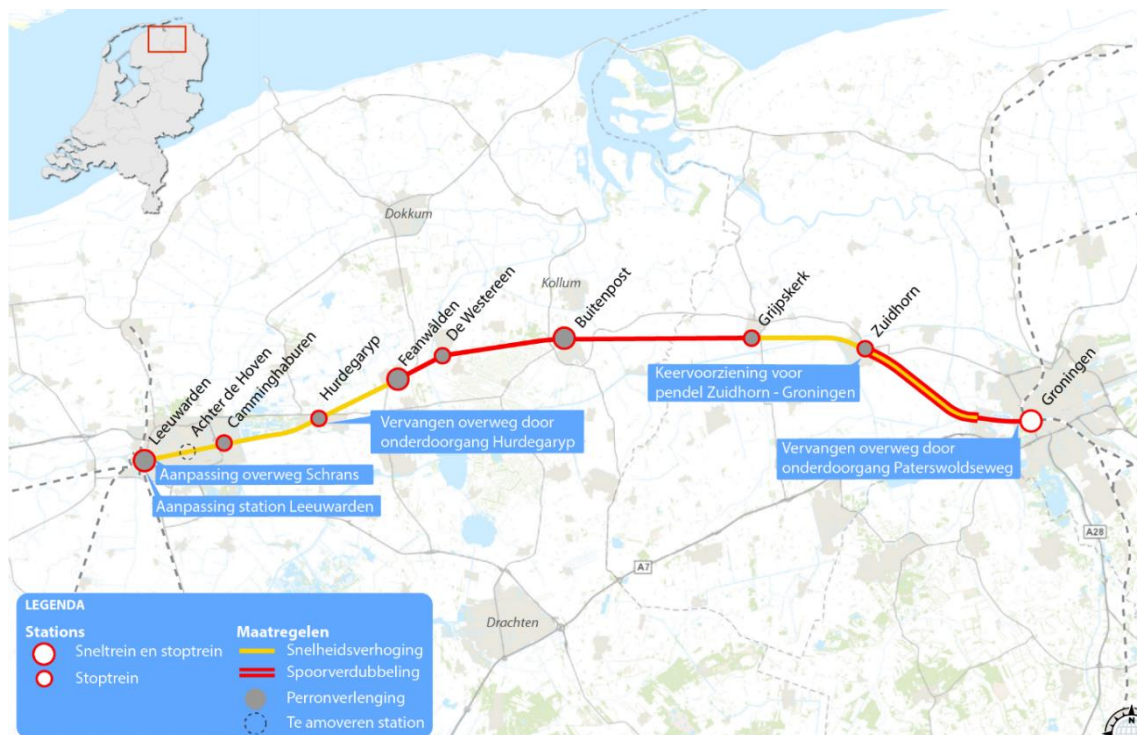 Dokkum
Kollum
Leeuwarden
Achter de Hoven
Camminghaburen
Hurdegaryp
Feanwâlden
De Westereen
Buitenpost
Grijpskerk
Zuidhorn
Groningen
Keervoorziening voor
pendel Zuidhorn - Groningen
Vervangen overweg door
onderdoorgang Hurdegaryp
Vervangen overweg door
onderdoorgang Paterswoldseweg
Aanpassing overweg Schrans
Aanpassing station Leeuwarden
A28
A7
Drachten
LEGENDA
Stations
Sneltrein en stoptrein
Stoptrein
Maatregelen
Snelheidsverhoging
Spoorverdubbeling
Perronverlenging
Te amoveren station
N